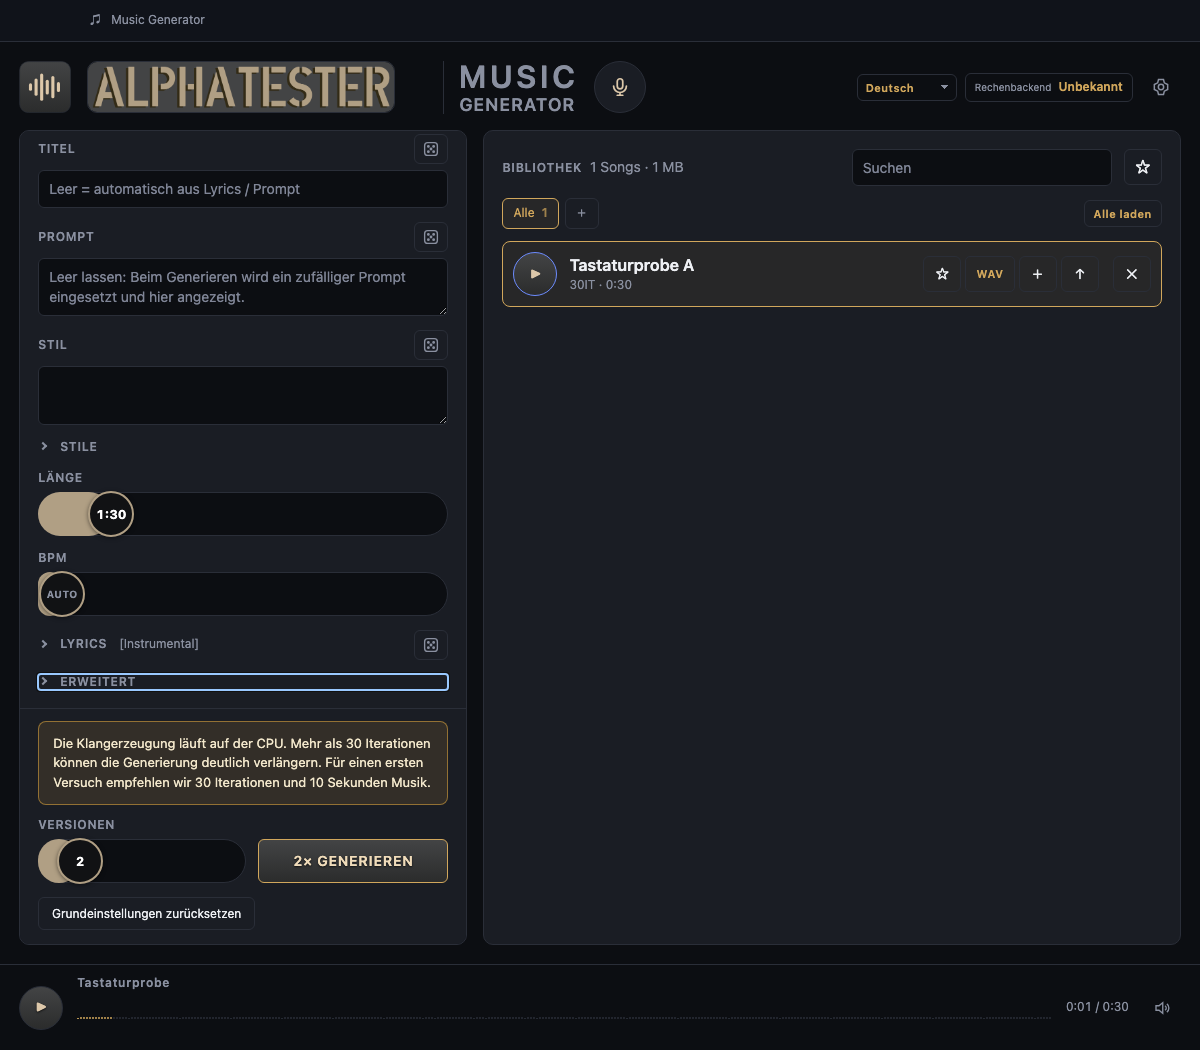 Music Generator
ALPHATESTER
MUSIC
GENERATOR
Deutsch
Rechenbackend Unbekannt
TITEL
Leer = automatisch aus Lyrics / Prompt
PROMPT
Leer lassen: Beim Generieren wird ein zufälliger Prompt
eingesetzt und hier angezeigt.
STIL
STILE
LÄNGE
1:30
BPM
AUTO
LYRICS [Instrumental]
ERWEITERT
Die Klangerzeugung läuft auf der CPU. Mehr als 30 Iterationen
können die Generierung deutlich verlängern. Für einen ersten
Versuch empfehlen wir 30 Iterationen und 10 Sekunden Musik.
VERSIONEN
2
2× GENERIEREN
Grundeinstellungen zurücksetzen
BIBLIOTHEK 1 Songs · 1 MB
Suchen
Alle 1
+
Alle laden
Tastaturprobe A
30IT · 0:30
WAV
Tastaturprobe
0:01 / 0:30